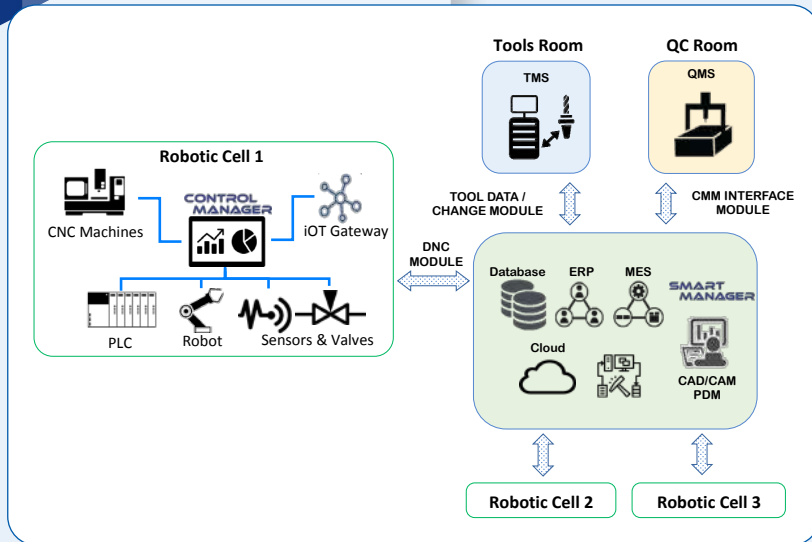 Tools Room
QC Room
TMS
QMS
Robotic Cell 1
CNC Machines
CONTROL
MANAGER
iOT Gateway
PLC
Robot
Sensors & Valves
TOOL DATA /
CHANGE MODULE
CMM INTERFACE
MODULE
DNC
MODULE
Database
ERP
MES
SMART
MANAGER
Cloud
CAD/CAM
PDM
Robotic Cell 2
Robotic Cell 3